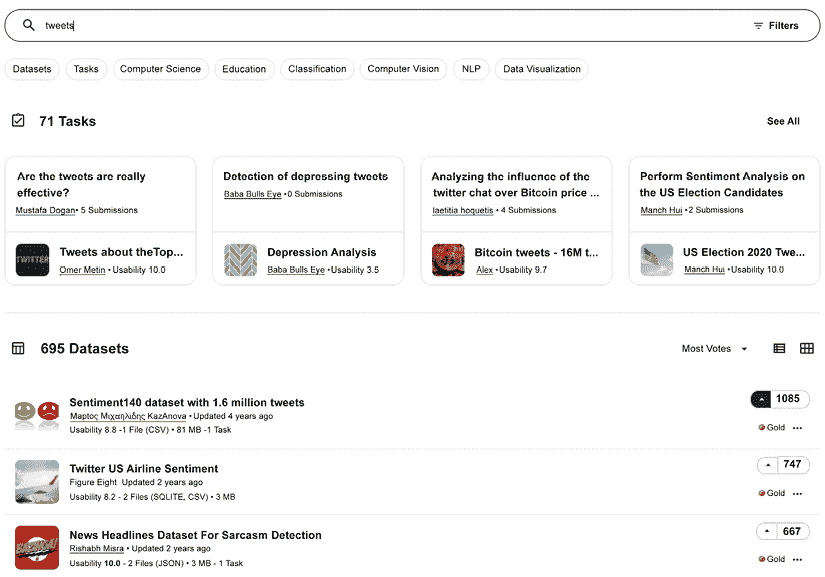 tweets
Filters
Datasets
Tasks
Computer Science
Education
Classification
Computer Vision
NLP
Data Visualization
71 Tasks
See All
Are the tweets are really
effective?
Mustafa Dogan• 5 Submissions
TWITTER
Tweets about theTop...
Omer Metin • Usability 10.0
Detection of depressing tweets
Baba Bulls Eye •0 Submissions
Depression Analysis
Baba Bulls Eye •Usability 3.5
Analyzing the influence of the
twitter chat over Bitcoin price ...
laetitia hoquetis • 4 Submissions
Bitcoin tweets - 16M t...
Alex •Usability 9.7
Perform Sentiment Analysis on
the US Election Candidates
Manch Hui •2 Submissions
US Election 2020 Twe...
Manch Hui •Usability 10.0
695 Datasets
Most Votes
Sentiment140 dataset with 1.6 million tweets
Μαριος Μιχαηλιδης KazAnova • Updated 4 years ago
Usability 8.8 -1 File (CSV) • 81 MB -1 Task
1085
Gold
Twitter US Airline Sentiment
Figure Eight Updated 2 years ago
Usability 8.2 - 2 Files (SQLITE, CSV) • 3 MB
747
Gold
News Headlines Dataset For Sarcasm Detection
Rishabh Misra • Updated 2 years ago
Usability 10.0 - 2 Files (JSON) • 3 MB - 1 Task
667
Gold